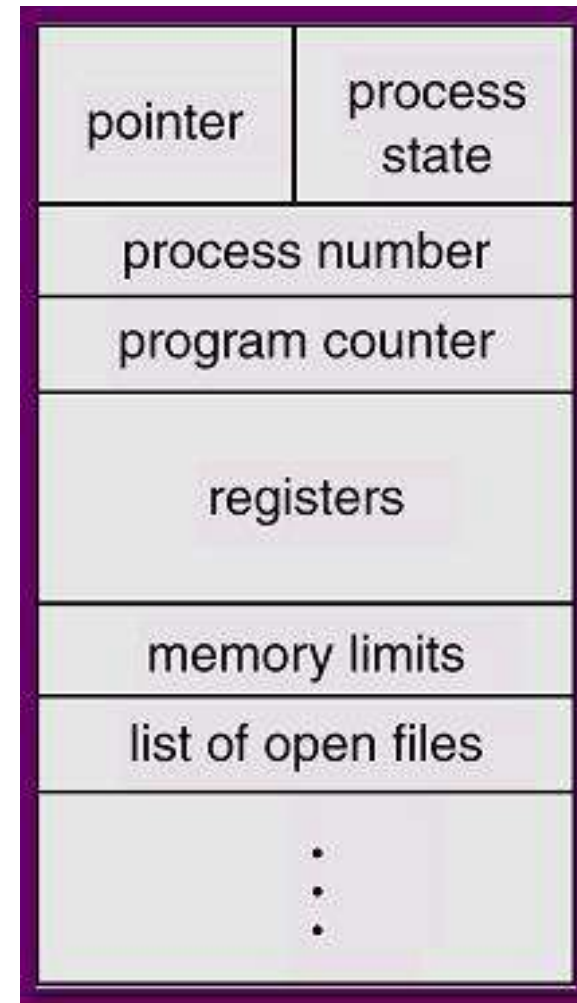 pointer
process
state
process number
program counter
registers
memory limits
list of open files